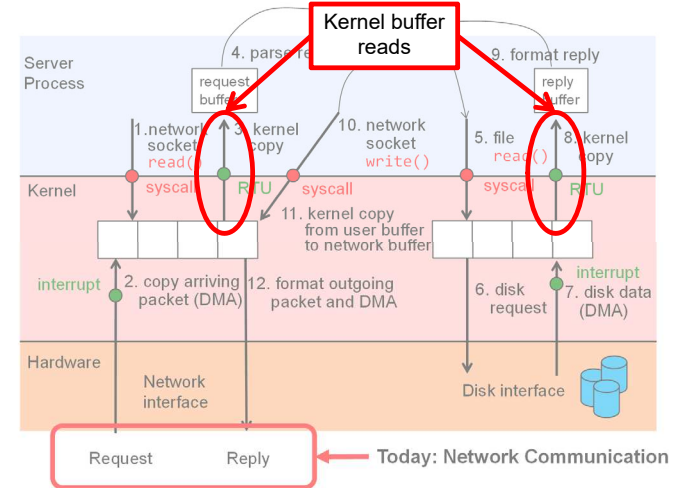 Kernel buffer
reads
4. parse re
9. format reply
Server
Process
request
buffer
reply
buffer
1.network
socket
read()
syscall
3. kernel
copy
RTU
10. network
socket
write()
syscall
5. file
read()
syscall
8. kernel
copy
RTU
Kernel
11. kernel copy
from user buffer
to network buffer
interrupt
2. copy arriving
packet (DMA)
12. format outgoing
packet and DMA
6. disk
request
interrupt
7. disk data
(DMA)
Hardware
Network
interface
Disk interface
Request
Reply
Today: Network Communication